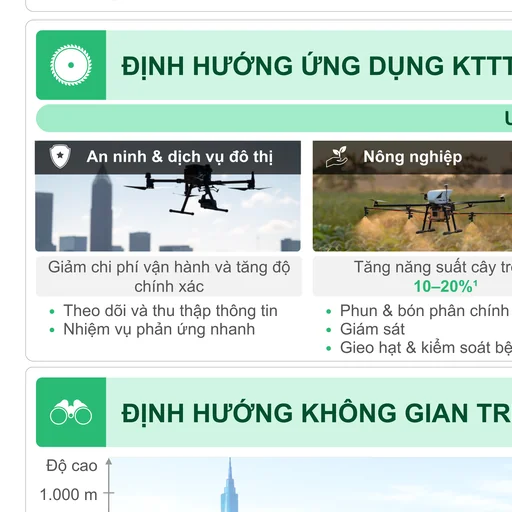 ĐỊNH HƯỚNG ỨNG DỤNG KTTT
An ninh & dịch vụ đô thị
Nông nghiệp
Giảm chi phí vận hành và tăng độ
chính xác
Tăng năng suất cây
10–20%¹
• Theo dõi và thu thập thông tin
• Nhiệm vụ phản ứng nhanh
• Phun & bón phân chính
• Giám sát
• Gieo hạt & kiểm soát
ĐỊNH HƯỚNG KHÔNG GIAN
Độ cao
1.000 m